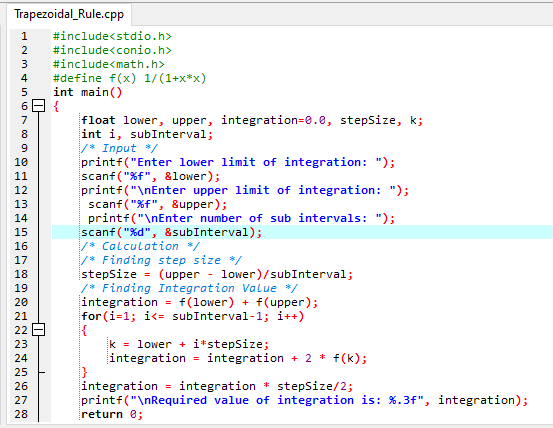 Trapezoidal_Rule.cpp
1 #include<stdio.h>
2 #include<conio.h>
3 #include<math.h>
4 #define f(x) 1/(1+x*x)
5 int main()
6 {
7 float lower, upper, integration=0.0, stepSize, k;
8 int i, subInterval;
9 /* Input */
10 printf("Enter lower limit of integration: ");
11 scanf("%f", &lower);
12 printf("\nEnter upper limit of integration: ");
13 scanf("%f", &upper);
14 printf("\nEnter number of sub intervals: ");
15 scanf("%d", &subInterval);
16 /* Calculation */
17 /* Finding step size */
18 stepSize = (upper - lower)/subInterval;
19 /* Finding Integration Value */
20 integration = f(lower) + f(upper);
21 for(i=1; i<= subInterval-1; i++)
22 {
23 k = lower + i*stepSize;
24 integration = integration + 2 * f(k);
25 }
26 integration = integration * stepSize/2;
27 printf("\nRequired value of integration is: %.3f", integration);
28 return 0;